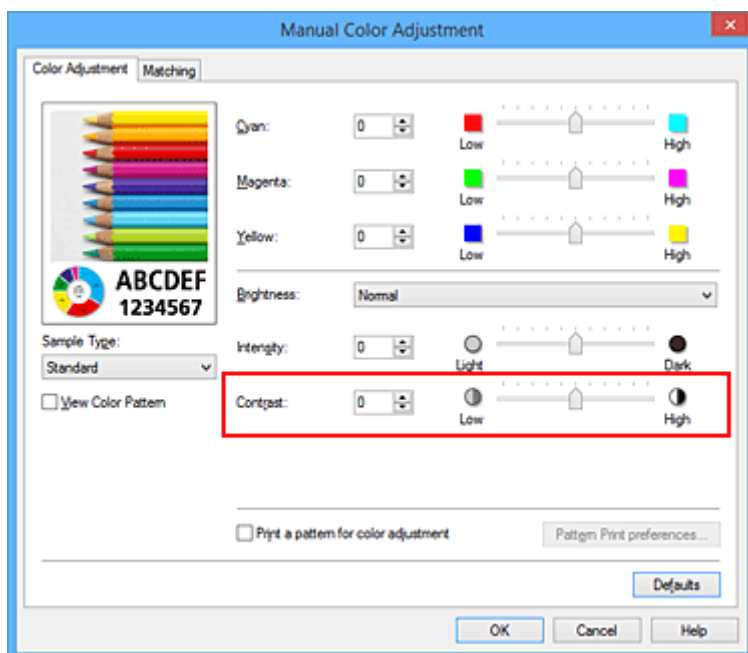 Manual Color Adjustment
Color Adjustment
Matching
ABCDEF
1234567
Sample Type:
Standard
View Color Pattern
Cyan:
0
Low
High
Magenta:
0
Low
High
Yellow:
0
Low
High
Brightness:
Normal
Intensity:
0
Light
Dark
Contrast:
0
Low
High
Print a pattern for color adjustment
Pattern Print preferences...
Defaults
OK
Cancel
Help